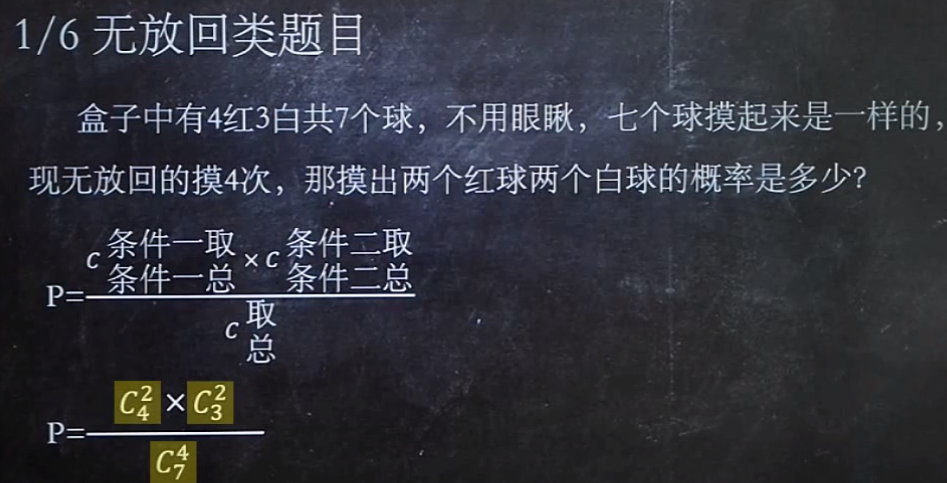 1/6 无放回类题目
盒子中有4红3白共7个球，不用眼瞅，七个球摸起来是一样的，
现无放回的摸4次，那摸出两个红球两个白球的概率是多少？
P=\frac{C_{条件一总}^{条件一取}×C_{条件二总}^{条件二取}}{C_{总}^{取}}
P=\frac{C_4^2×C_3^2}{C_7^4}